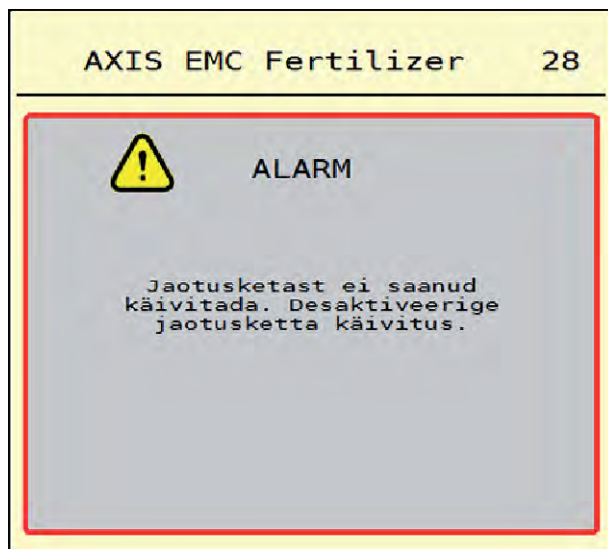 AXIS EMC Fertilizer 28
ALARM
Jaotusketast ei saanud
käivitada. Desaktiveerige
jaotusketta käivitus.